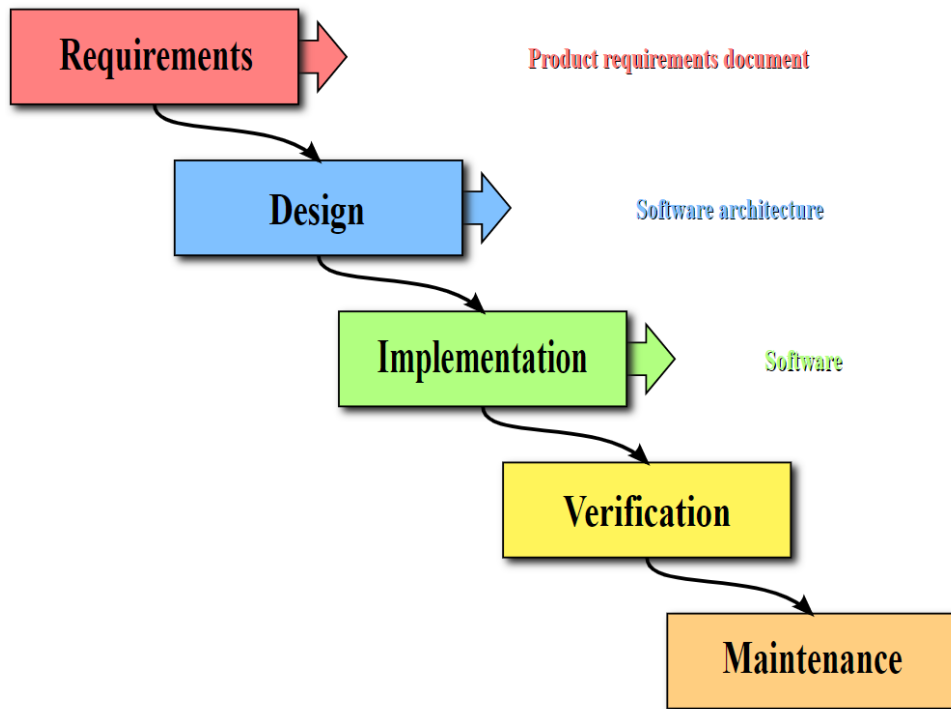 Requirements
Product requirements document
Design
Software architecture
Implementation
Software
Verification
Maintenance